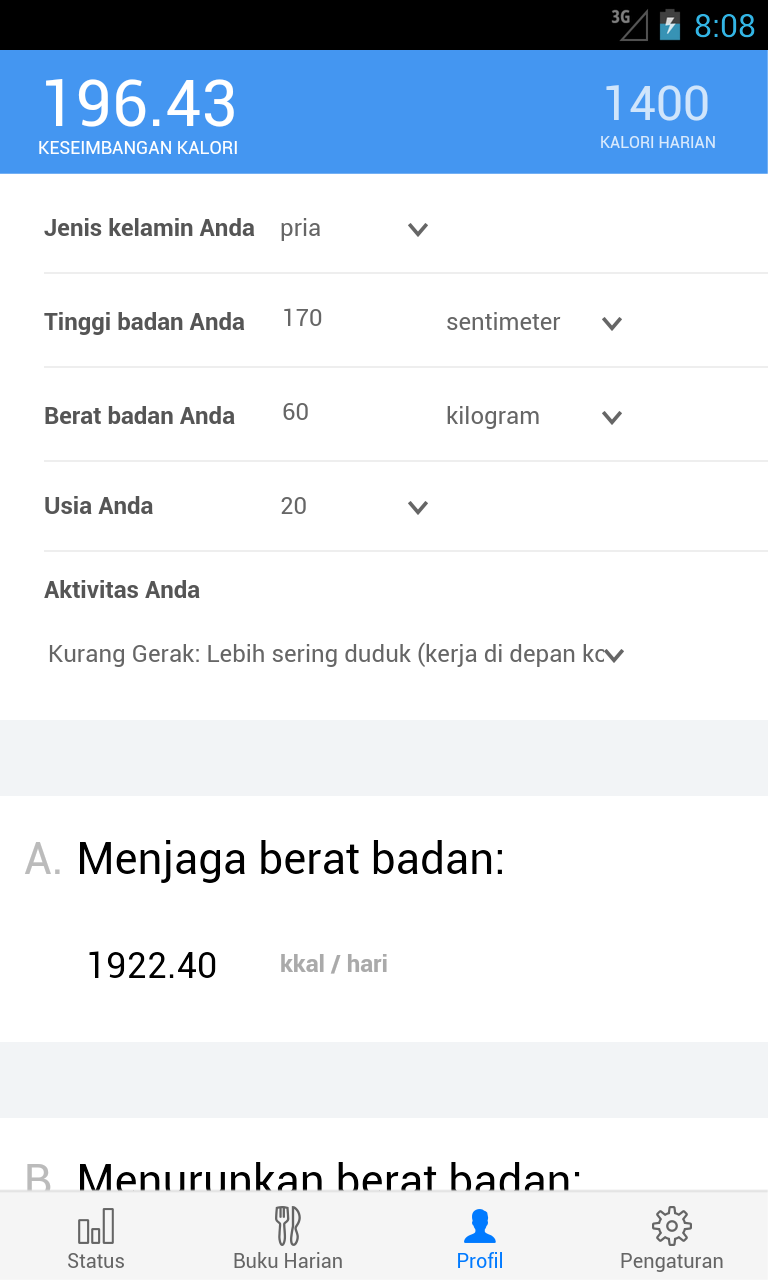 3G 8:08
196.43 1400
KESEIMBANGAN KALORI KALORI HARIAN
Jenis kelamin Anda pria
Tinggi badan Anda 170 sentimeter
Berat badan Anda 60 kilogram
Usia Anda 20
Aktivitas Anda
Kurang Gerak: Lebih sering duduk (kerja di depan
A. Menjaga berat badan:
1922.40 kkal / hari
B. Menurunkan berat badan:
Status Buku Harian Profil Pengaturan